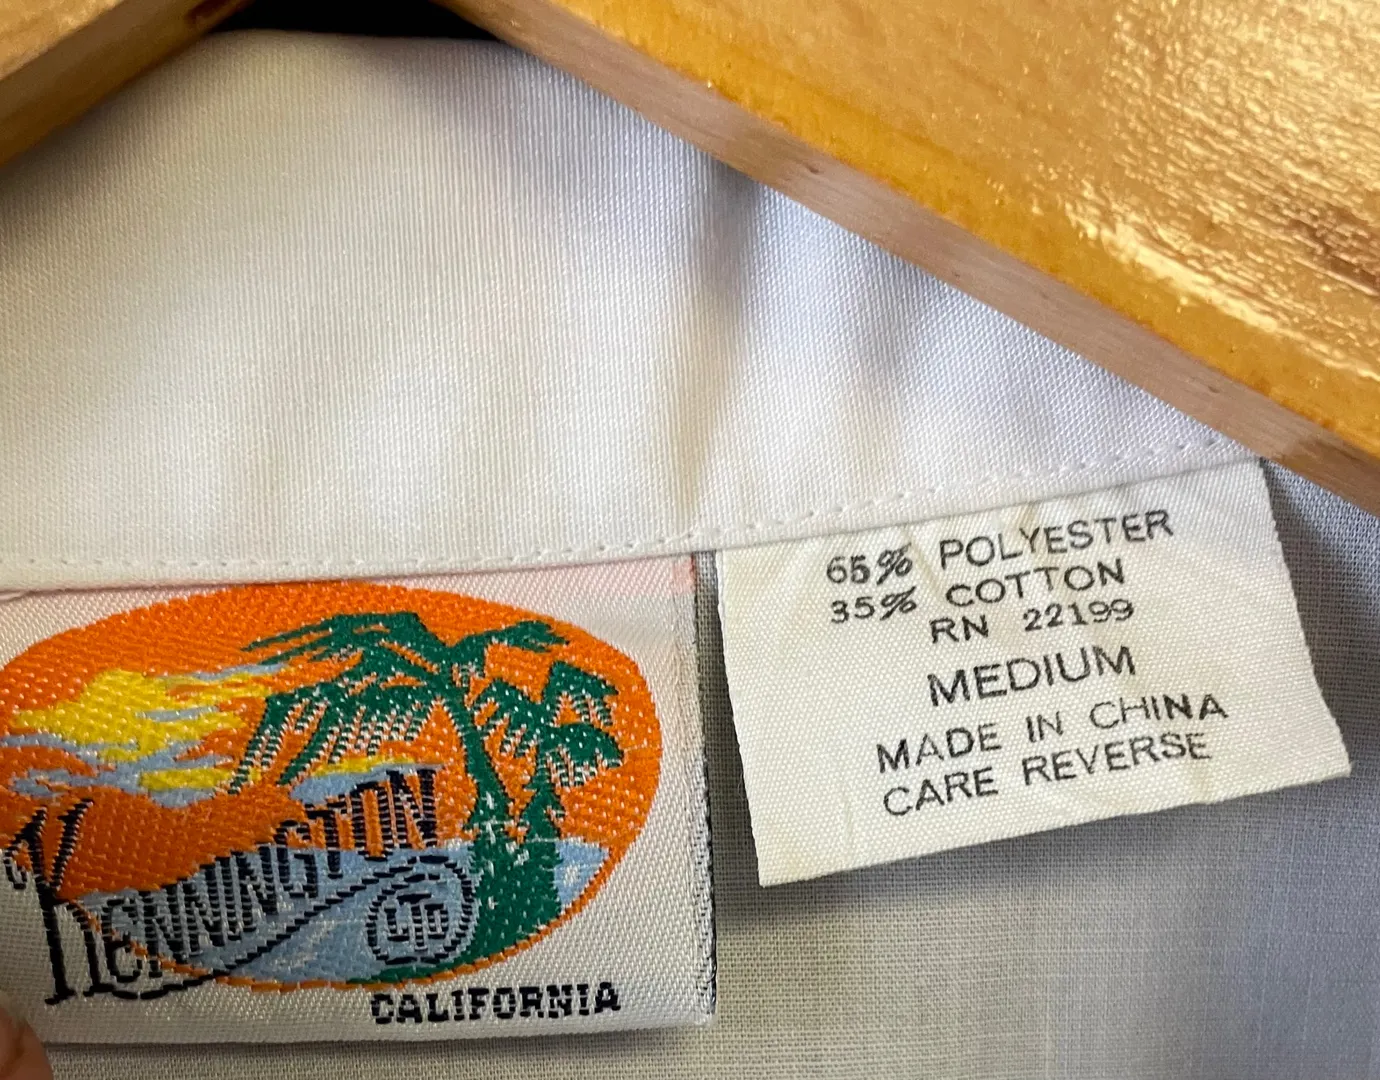 KENNINGTON
LTD
CALIFORNIA
65% POLYESTER
35% COTTON
RN 22199
MEDIUM
MADE IN CHINA
CARE REVERSE